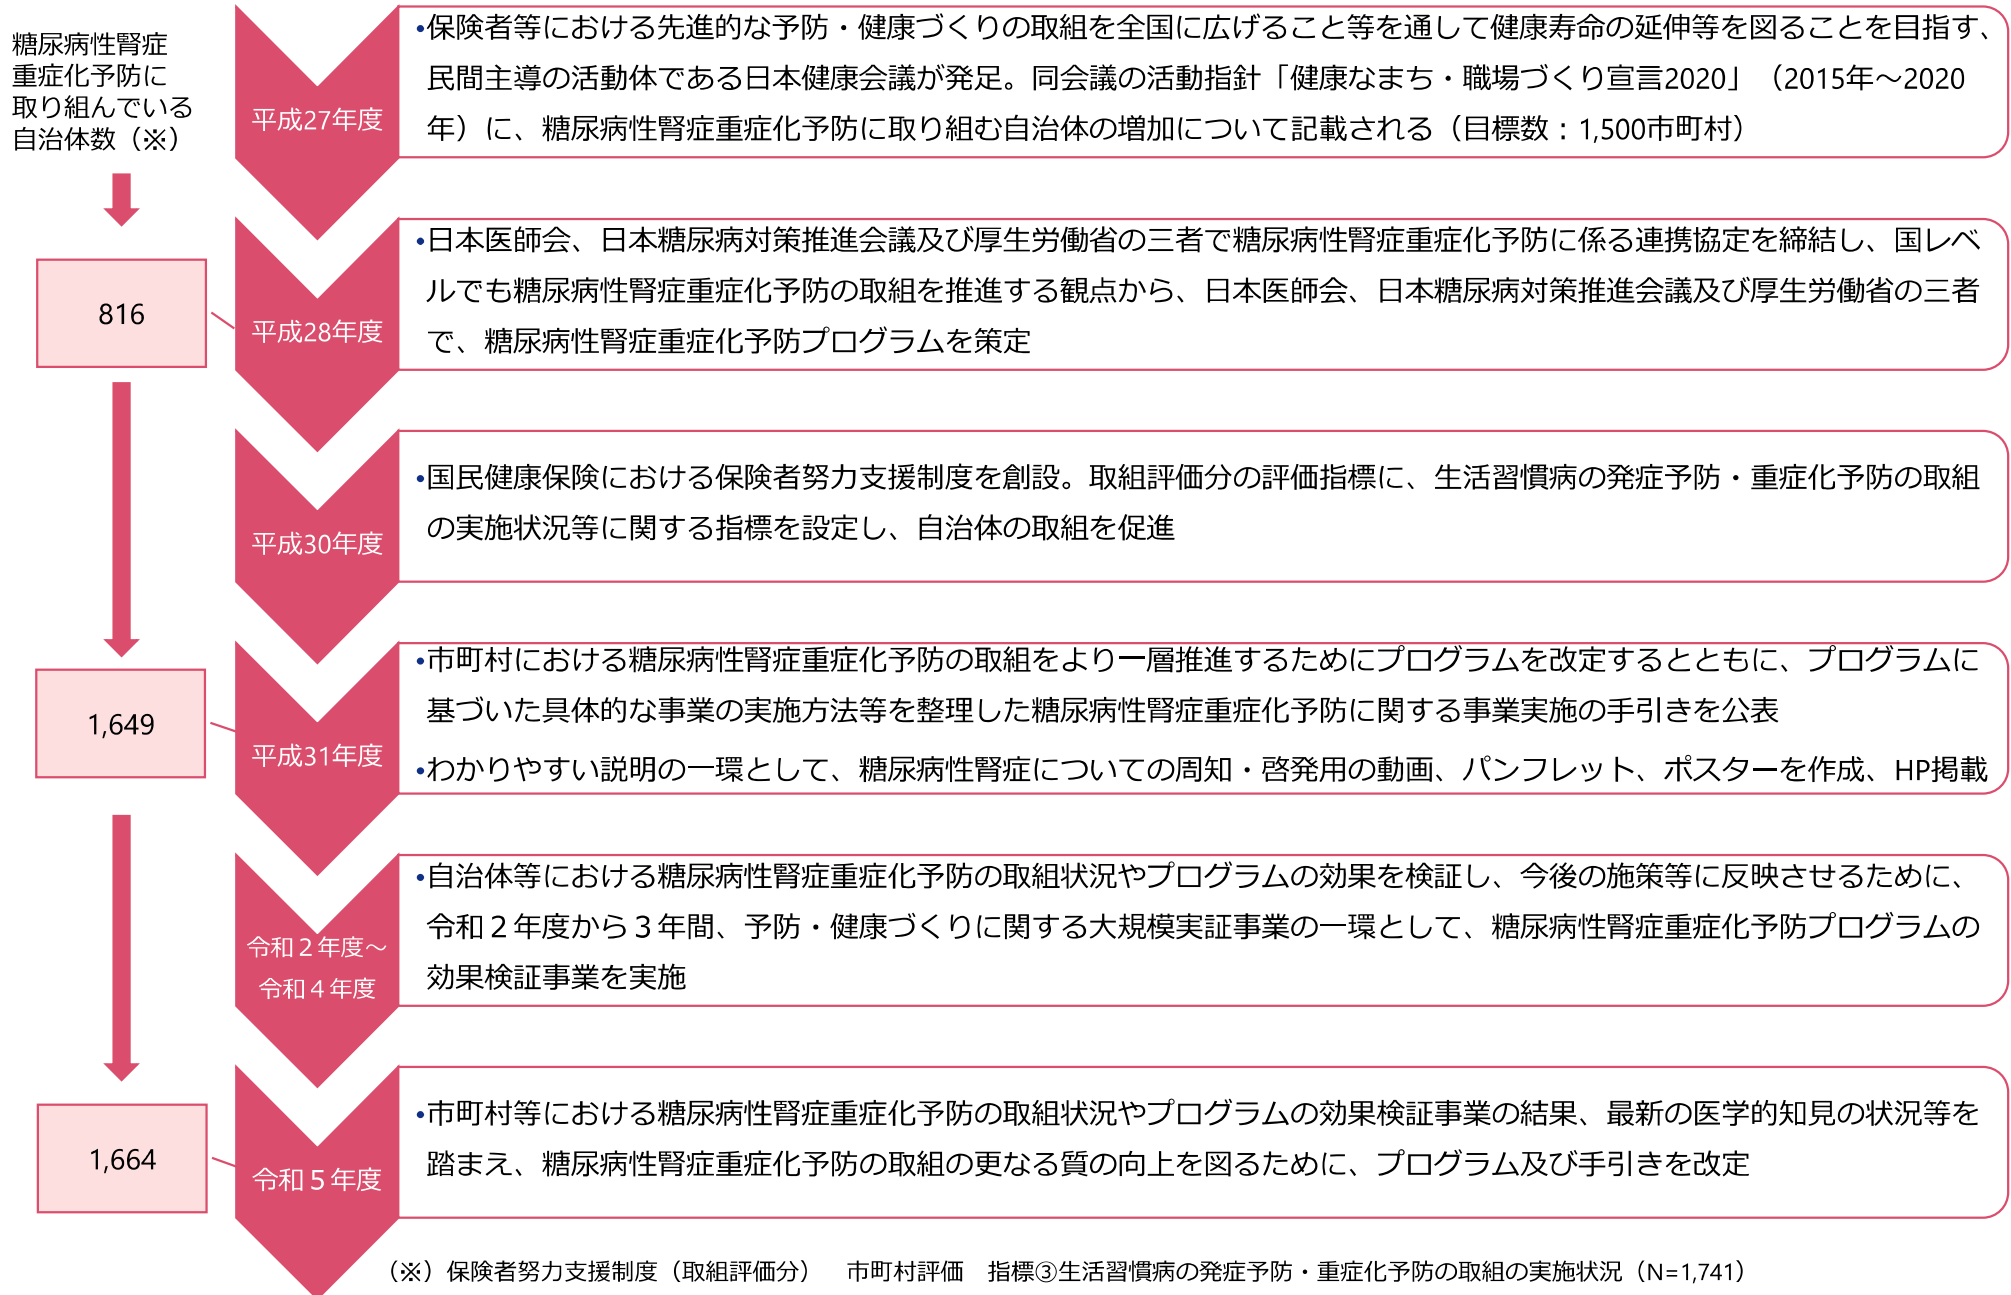 糖尿病性腎症
重症化予防に
取り組んでいる
自治体数（※）
平成27年度
•保険者等における先進的な予防・健康づくりの取組を全国に広げること等を通して健康寿命の延伸等を図ることを目指す、
民間主導の活動体である日本健康会議が発足。同会議の活動指針「健康なまち・職場づくり宣言2020」（2015年～2020
年）に、糖尿病性腎症重症化予防に取り組む自治体の増加について記載される（目標数：1,500市町村）
816
平成28年度
•日本医師会、日本糖尿病対策推進会議及び厚生労働省の三者で糖尿病性腎症重症化予防に係る連携協定を締結し、国レベ
ルでも糖尿病性腎症重症化予防の取組を推進する観点から、日本医師会、日本糖尿病対策推進会議及び厚生労働省の三者
で、糖尿病性腎症重症化予防プログラムを策定
平成30年度
•国民健康保険における保険者努力支援制度を創設。取組評価分の評価指標に、生活習慣病の発症予防・重症化予防の取組
の実施状況等に関する指標を設定し、自治体の取組を促進
1,649
平成31年度
•市町村における糖尿病性腎症重症化予防の取組をより一層推進するためにプログラムを改定するとともに、プログラムに
基づいた具体的な事業の実施方法等を整理した糖尿病性腎症重症化予防に関する事業実施の手引きを公表
•わかりやすい説明の一環として、糖尿病性腎症についての周知・啓発用の動画、パンフレット、ポスターを作成、HP掲載
令和２年度～
令和４年度
•自治体等における糖尿病性腎症重症化予防の取組状況やプログラムの効果を検証し、今後の施策等に反映させるために、
令和２年度から３年間、予防・健康づくりに関する大規模実証事業の一環として、糖尿病性腎症重症化予防プログラムの
効果検証事業を実施
1,664
令和５年度
•市町村等における糖尿病性腎症重症化予防の取組状況やプログラムの効果検証事業の結果、最新の医学的知見の状況等を
踏まえ、糖尿病性腎症重症化予防の取組の更なる質の向上を図るために、プログラム及び手引きを改定
（※）保険者努力支援制度（取組評価分）　市町村評価　指標③生活習慣病の発症予防・重症化予防の取組の実施状況（N=1,741）